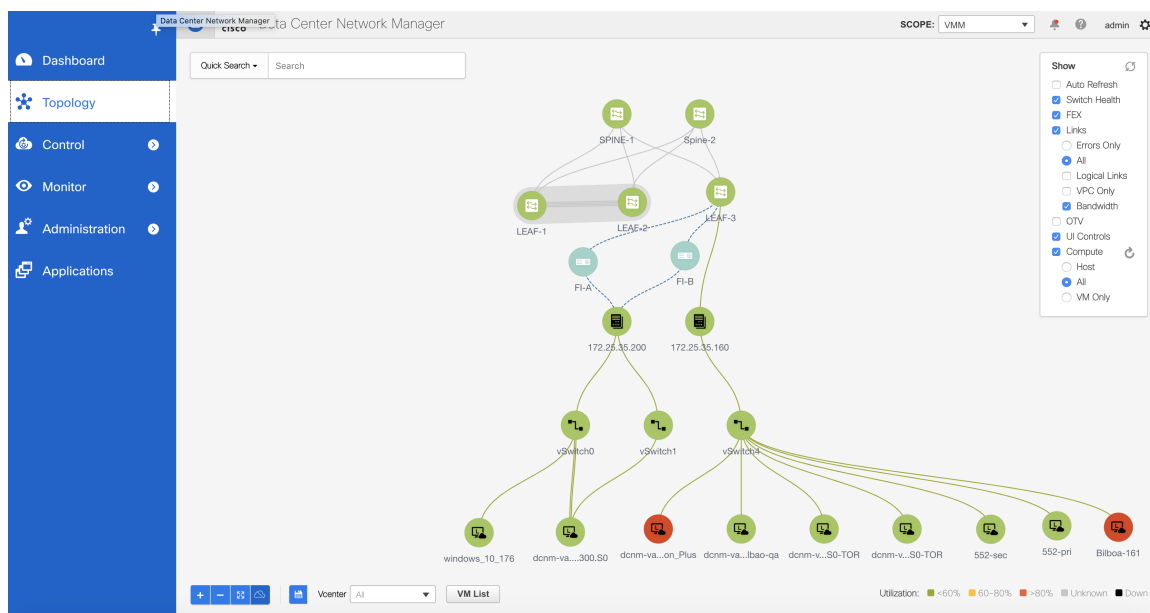 Data Center Network Manager
Data Center Network Manager
cisco
SCOPE: VMM
admin
Dashboard
Topology
Control
Monitor
Administration
Applications
Quick Search
Search
Show
Auto Refresh
Switch Health
FEX
Links
Errors Only
All
Logical Links
VPC Only
Bandwidth
OTV
UI Controls
Compute
Host
All
VM Only
SPINE-1
Spine-2
LEAF-1
LEAF-2
LEAF-3
FI-A
FI-B
172.25.35.200
172.25.35.160
vSwitch0
vSwitch1
vSwitch4
windows_10_176
dcnm-va....300.S0
dcnm-va...on_Plus
dcnm-va...lbao-qa
dcnm-v...S0-TOR
dcnm-v...S0-TOR
552-sec
552-pri
Bilboa-161
Vcenter All
VM List
Utilization: <60% 60-80% >80% Unknown Down